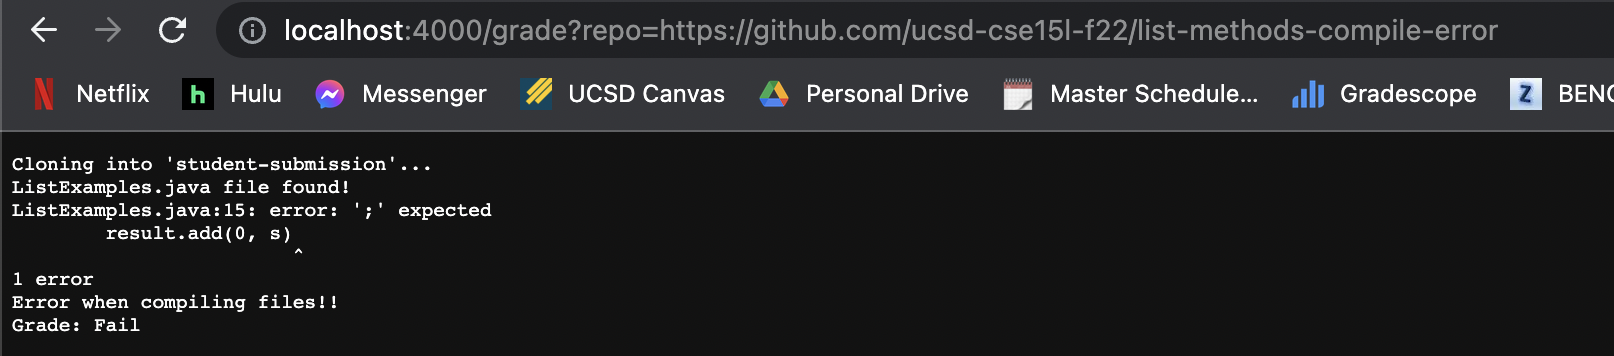 localhost:4000/grade?repo=https://github.com/ucsd-cse15l-f22/list-methods-compile-error
Netflix h Hulu Messenger UCSD Canvas Personal Drive Master Schedule... Gradescope Z BENG
Cloning into 'student-submission'...
ListExamples.java file found!
ListExamples.java:15: error: ';' expected
        result.add(0, s)
                        ^
1 error
Error when compiling files!!
Grade: Fail